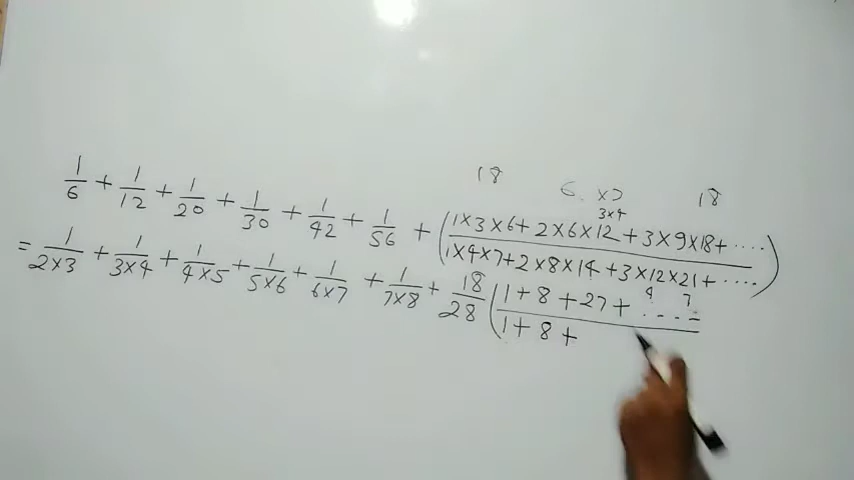 18 6. ×2 18
3×4
1/6 + 1/12 + 1/20 + 1/30 + 1/42 + 1/56 + (1×3×6+2×6×12+3×9×18+..../1×4×7+2×8×14+3×12×21+....)
= 1/2×3 + 1/3×4 + 1/4×5 + 1/5×6 + 1/6×7 + 1/7×8 + 18/28 (1+8+27+..../1+8+